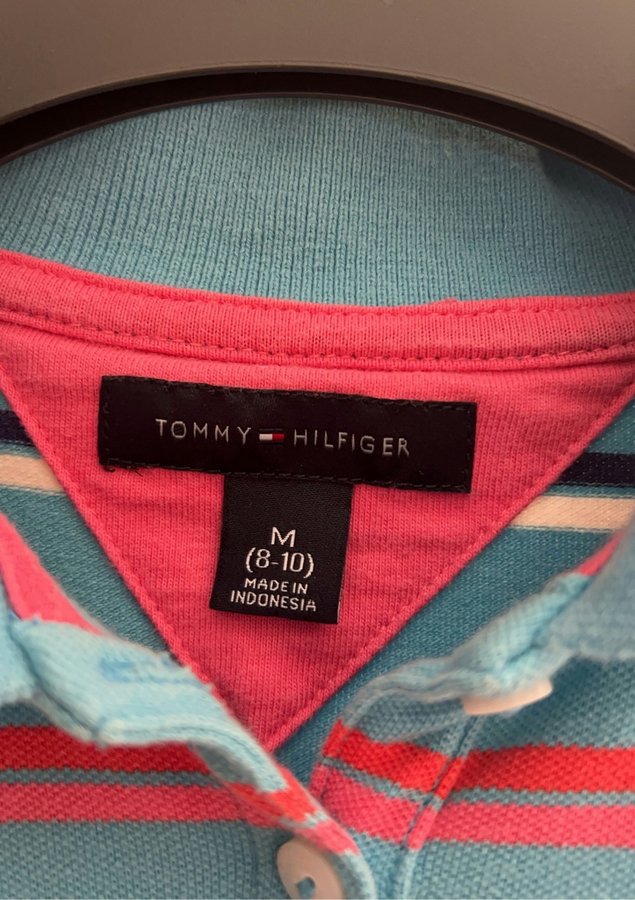 TOMMY HILFIGER
M
(8-10)
MADE IN
INDONESIA